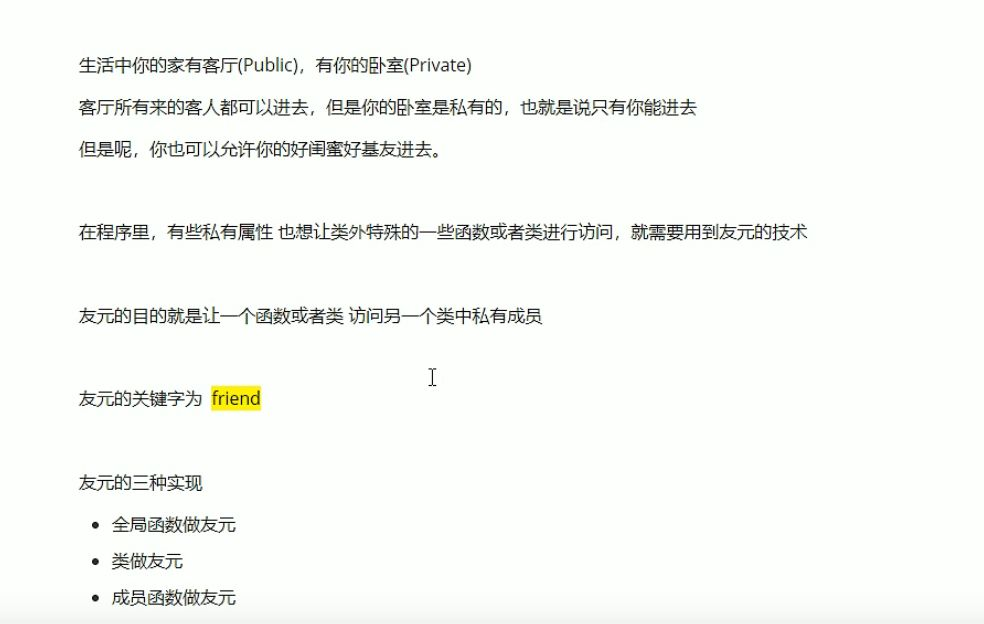 生活中你的家有客厅(Public)，有你的卧室(Private)
客厅所有来的客人都可以进去，但是你的卧室是私有的，也就是说只有你能进去
但是呢，你也可以允许你的好闺蜜好基友进去。
在程序里，有些私有属性 也想让类外特殊的一些函数或者类进行访问，就需要用到友元的技术
友元的目的就是让一个函数或者类 访问另一个类中私有成员
友元的关键字为 friend
友元的三种实现
• 全局函数做友元
• 类做友元
• 成员函数做友元